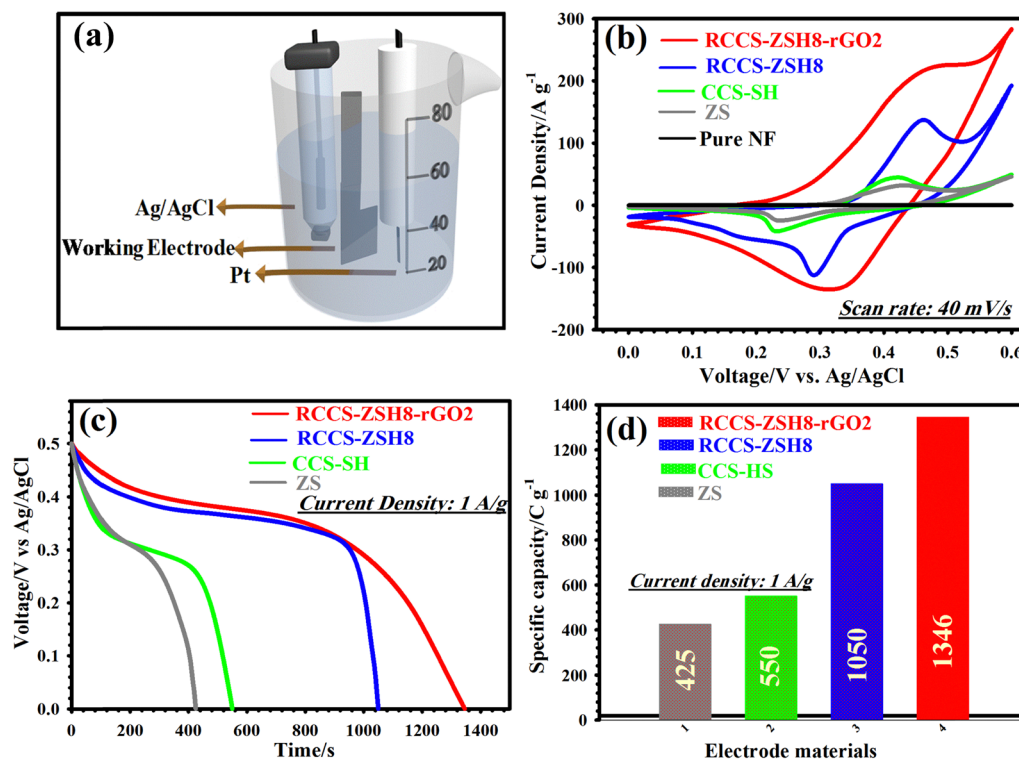 (a)
80
60
40
20
Ag/AgCl
Working Electrode
Pt
(b)
RCCS-ZSH8-rGO2
RCCS-ZSH8
CCS-SH
ZS
Pure NF
300
200
100
0
-100
-200
Current Density/A g-1
Scan rate: 40 mV/s
0.0 0.1 0.2 0.3 0.4 0.5 0.6
Voltage/V vs. Ag/AgCl
(c)
RCCS-ZSH8-rGO2
RCCS-ZSH8
CCS-SH
ZS
Current Density: 1 A/g
0.5
0.4
0.3
0.2
0.1
0.0
Voltage/V vs Ag/AgCl
0 200 400 600 800 1000 1200 1400
Time/s
(d)
RCCS-ZSH8-rGO2
RCCS-ZSH8
CCS-HS
ZS
Current density: 1 A/g
1400
1200
1000
800
600
400
200
0
Specific capacity/C g-1
425 550 1050 1346
1 2 3 4
Electrode materials